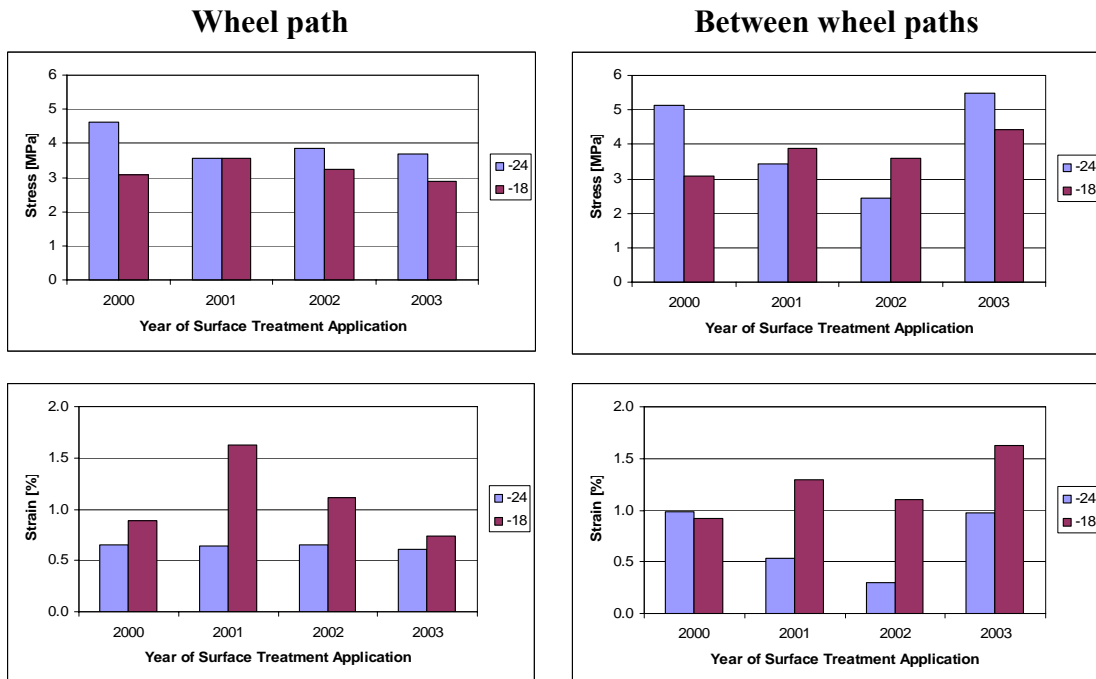 Wheel path
Between wheel paths
6
5
4
3
2
1
0
Stress [MPa]
2000 2001 2002 2003
Year of Surface Treatment Application
-24
-18
6
5
4
3
2
1
0
Stress [MPa]
2000 2001 2002 2003
Year of Surface Treatment Application
-24
-18
2.0
1.5
1.0
0.5
0.0
Strain [%]
2000 2001 2002 2003
Year of Surface Treatment Application
-24
-18
2.0
1.5
1.0
0.5
0.0
Strain [%]
2000 2001 2002 2003
Year of Surface Treatment Application
-24
-18